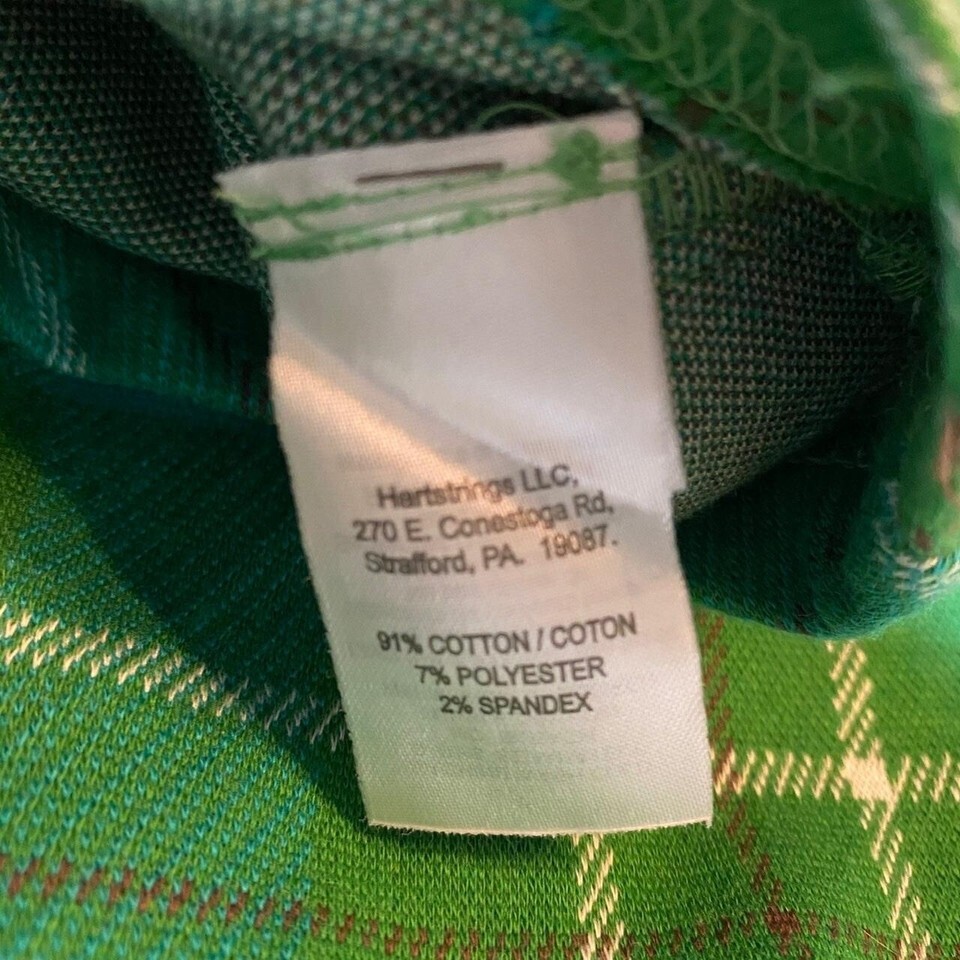 Hartstrings LLC,
270 E. Conestoga Rd,
Strafford, PA. 19087.
91% COTTON / COTON
7% POLYESTER
2% SPANDEX